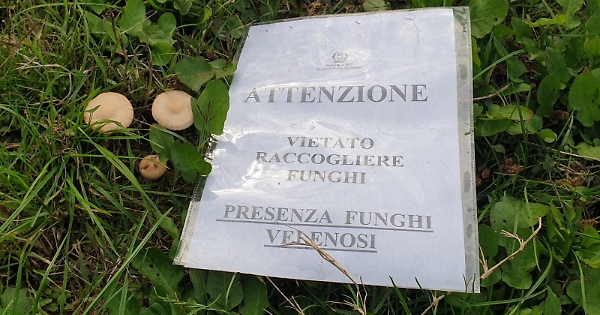 ATTENZIONE
VIETATO
RACCOGLIERE
FUNGHI
PRESENZA FUNGHI
VELENOSI